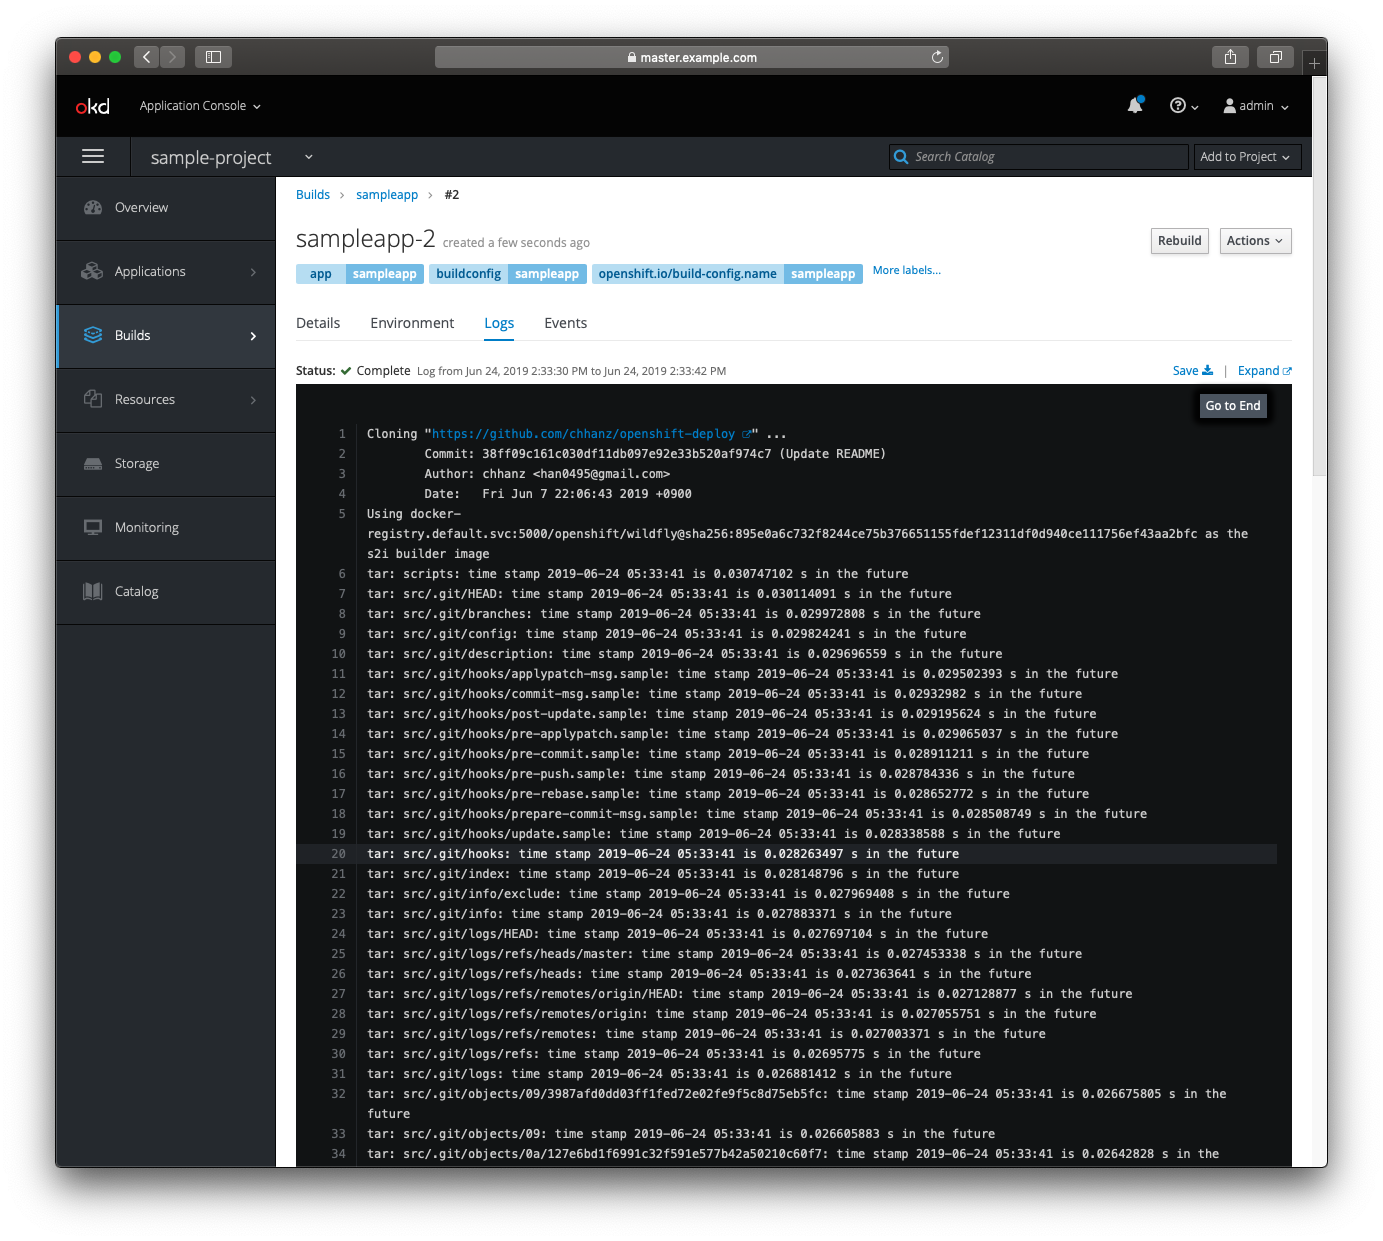 master.example.com
okd Application Console admin
sample-project Search Catalog Add to Project
Overview
Applications
Builds
Resources
Storage
Monitoring
Catalog
Builds > sampleapp > #2
sampleapp-2 created a few seconds ago Rebuild Actions
app sampleapp buildconfig sampleapp openshift.io/build-config.name sampleapp More labels...
Details Environment Logs Events
Status: Complete Log from Jun 24, 2019 2:33:30 PM to Jun 24, 2019 2:33:42 PM Save | Expand
Go to End
1 Cloning "https://github.com/chhanz/openshift-deploy " ...
2 Commit: 38ff09c161c030df11db097e92e33b520af974c7 (Update README)
3 Author: chhanz <han0495@gmail.com>
4 Date: Fri Jun 7 22:06:43 2019 +0900
5 Using docker-
registry.default.svc:5000/openshift/wildfly@sha256:895e0a6c732f8244ce75b376651155fdef12311df0d940ce111756ef43aa2bfc as the
s2i builder image
6 tar: scripts: time stamp 2019-06-24 05:33:41 is 0.030747102 s in the future
7 tar: src/.git/HEAD: time stamp 2019-06-24 05:33:41 is 0.030114091 s in the future
8 tar: src/.git/branches: time stamp 2019-06-24 05:33:41 is 0.029972808 s in the future
9 tar: src/.git/config: time stamp 2019-06-24 05:33:41 is 0.029824241 s in the future
10 tar: src/.git/description: time stamp 2019-06-24 05:33:41 is 0.029696559 s in the future
11 tar: src/.git/hooks/applypatch-msg.sample: time stamp 2019-06-24 05:33:41 is 0.029502393 s in the future
12 tar: src/.git/hooks/commit-msg.sample: time stamp 2019-06-24 05:33:41 is 0.02932982 s in the future
13 tar: src/.git/hooks/post-update.sample: time stamp 2019-06-24 05:33:41 is 0.029195624 s in the future
14 tar: src/.git/hooks/pre-applypatch.sample: time stamp 2019-06-24 05:33:41 is 0.029065037 s in the future
15 tar: src/.git/hooks/pre-commit.sample: time stamp 2019-06-24 05:33:41 is 0.028911211 s in the future
16 tar: src/.git/hooks/pre-push.sample: time stamp 2019-06-24 05:33:41 is 0.028784336 s in the future
17 tar: src/.git/hooks/pre-rebase.sample: time stamp 2019-06-24 05:33:41 is 0.028652772 s in the future
18 tar: src/.git/hooks/prepare-commit-msg.sample: time stamp 2019-06-24 05:33:41 is 0.028508749 s in the future
19 tar: src/.git/hooks/update.sample: time stamp 2019-06-24 05:33:41 is 0.028338588 s in the future
20 tar: src/.git/hooks: time stamp 2019-06-24 05:33:41 is 0.028263497 s in the future
21 tar: src/.git/index: time stamp 2019-06-24 05:33:41 is 0.028148796 s in the future
22 tar: src/.git/info/exclude: time stamp 2019-06-24 05:33:41 is 0.027969408 s in the future
23 tar: src/.git/info: time stamp 2019-06-24 05:33:41 is 0.027883371 s in the future
24 tar: src/.git/logs/HEAD: time stamp 2019-06-24 05:33:41 is 0.027697104 s in the future
25 tar: src/.git/logs/refs/heads/master: time stamp 2019-06-24 05:33:41 is 0.027453338 s in the future
26 tar: src/.git/logs/refs/heads: time stamp 2019-06-24 05:33:41 is 0.027363641 s in the future
27 tar: src/.git/logs/refs/remotes/origin/HEAD: time stamp 2019-06-24 05:33:41 is 0.027128877 s in the future
28 tar: src/.git/logs/refs/remotes/origin: time stamp 2019-06-24 05:33:41 is 0.027055751 s in the future
29 tar: src/.git/logs/refs/remotes: time stamp 2019-06-24 05:33:41 is 0.027003371 s in the future
30 tar: src/.git/logs/refs: time stamp 2019-06-24 05:33:41 is 0.02695775 s in the future
31 tar: src/.git/logs: time stamp 2019-06-24 05:33:41 is 0.026881412 s in the future
32 tar: src/.git/objects/09/3987afd0dd03ff1fed72e02fe9f5c8d75eb5fc: time stamp 2019-06-24 05:33:41 is 0.026675805 s in the
future
33 tar: src/.git/objects/09: time stamp 2019-06-24 05:33:41 is 0.026605883 s in the future
34 tar: src/.git/objects/0a/127e6bd1f6991c32f591e577b42a50210c60f7: time stamp 2019-06-24 05:33:41 is 0.02642828 s in the